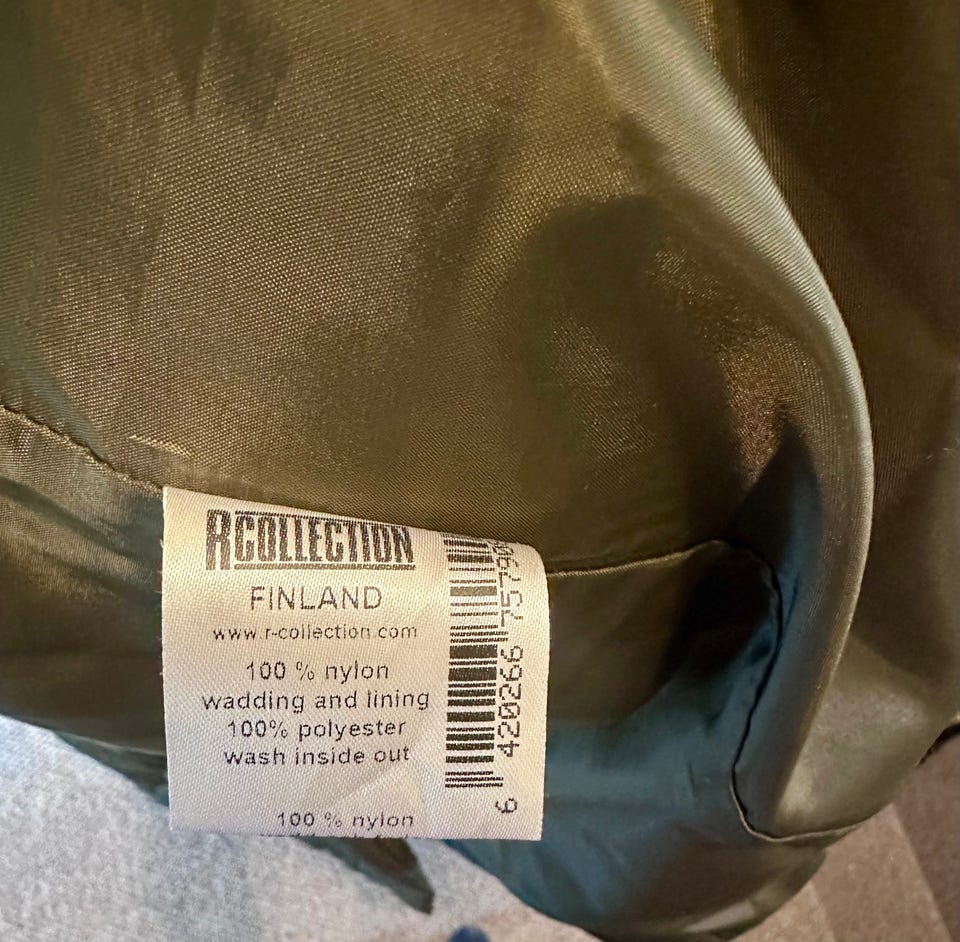 RCOLLECTION
FINLAND
www.r-collection.com
100 % nylon
wadding and lining
100% polyester
wash inside out
100 % nylon
6 420266 757908